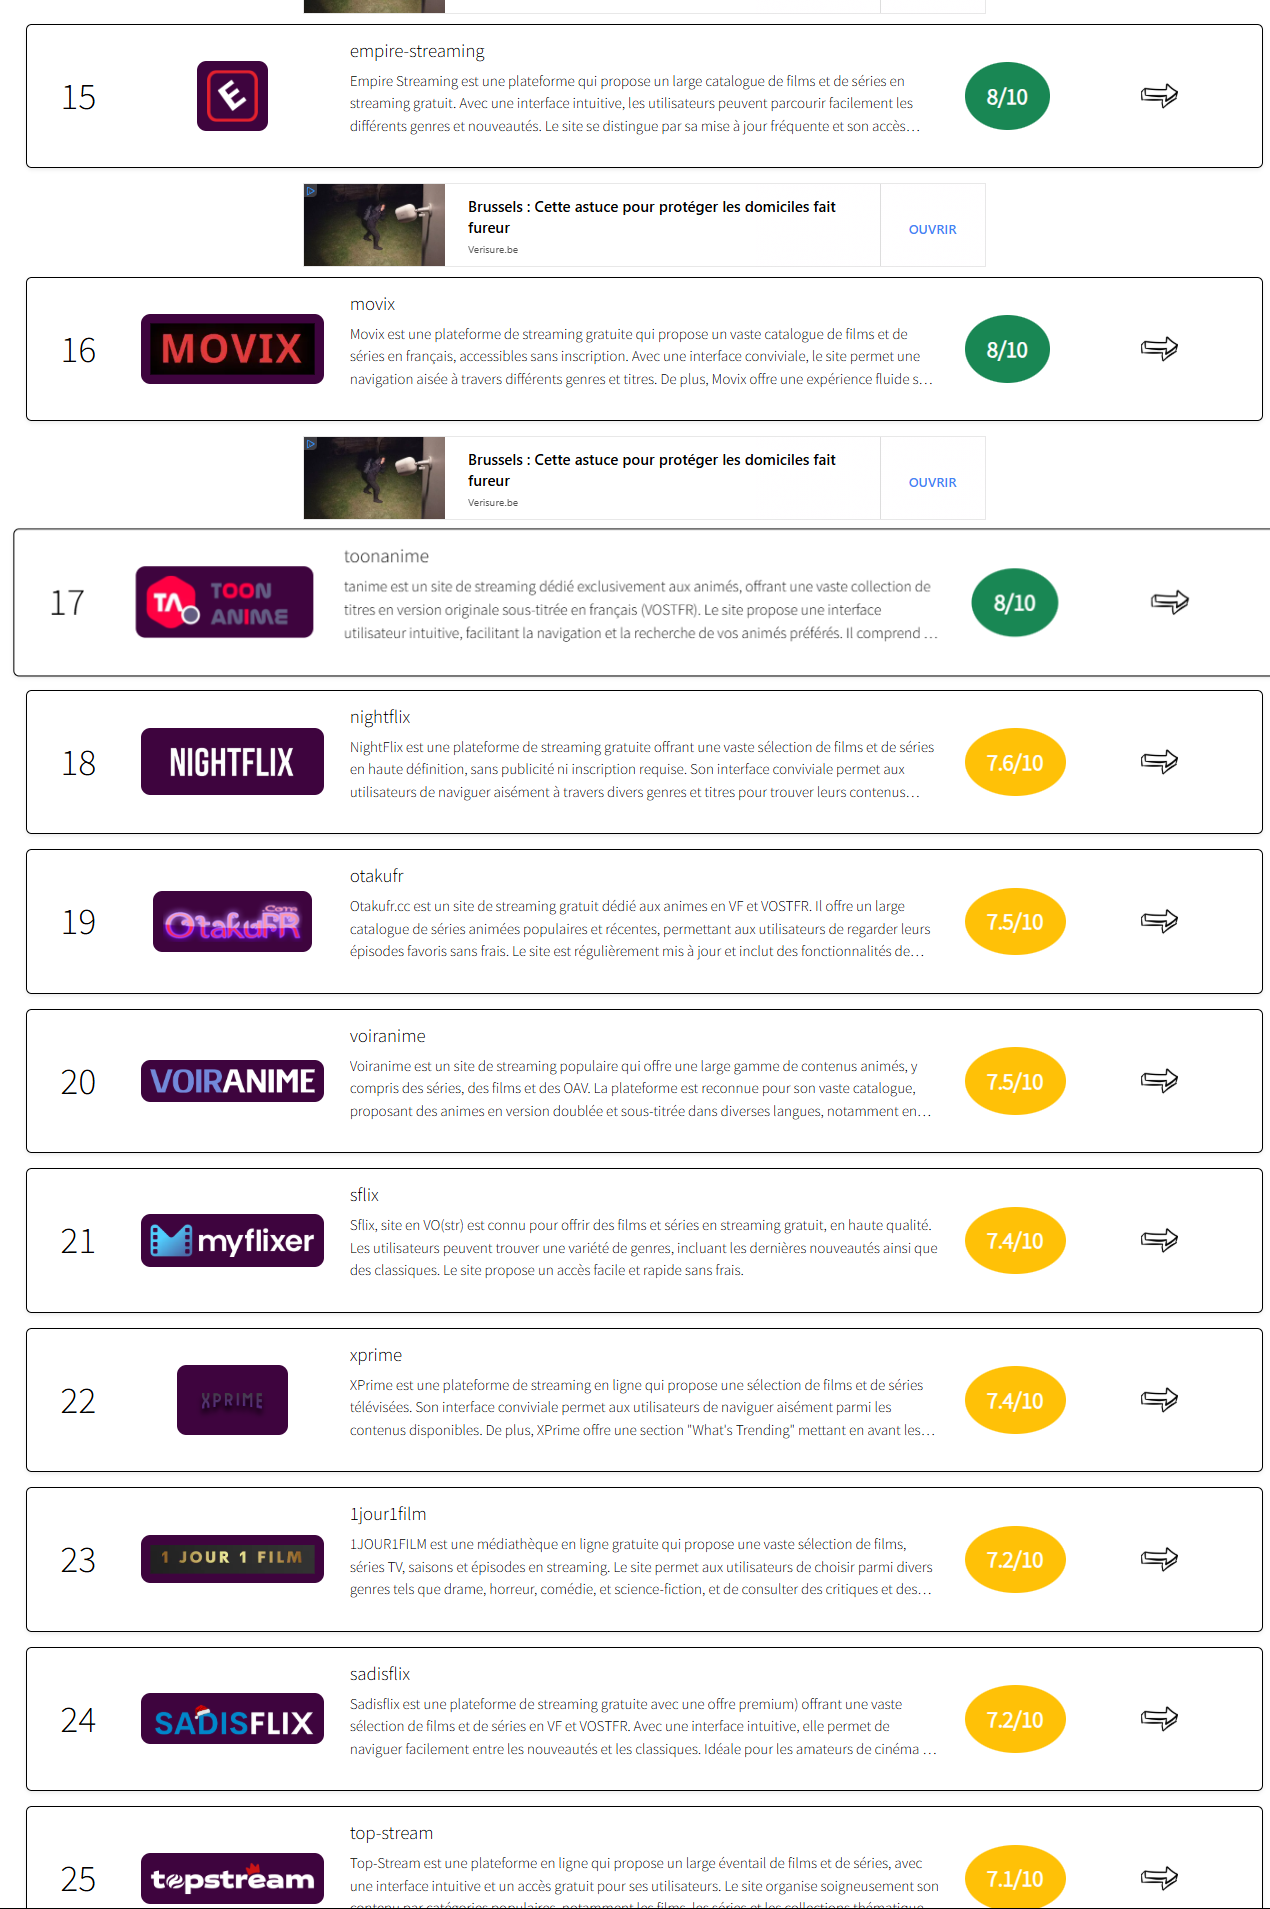 empire-streaming
15
E
Empire Streaming est une plateforme qui propose un large catalogue de films et de séries en
streaming gratuit. Avec une interface intuitive, les utilisateurs peuvent parcourir facilement les
différents genres et nouveautés. Le site se distingue par sa mise à jour fréquente et son accès…
8/10
Brussels : Cette astuce pour protéger les domiciles fait
fureur
Verisure.be
OUVRIR
movix
16
MOVIX
Movix est une plateforme de streaming gratuite qui propose un vaste catalogue de films et de
séries en français, accessibles sans inscription. Avec une interface conviviale, le site permet une
navigation aisée à travers différents genres et titres. De plus, Movix offre une expérience fluide s…
8/10
Brussels : Cette astuce pour protéger les domiciles fait
fureur
Verisure.be
OUVRIR
toonanime
17
TA
TOON
ANIME
tanime est un site de streaming dédié exclusivement aux animés, offrant une vaste collection de
titres en version originale sous-titrée en français (VOSTFR). Le site propose une interface
utilisateur intuitive, facilitant la navigation et la recherche de vos animés préférés. Il comprend …
8/10
nightflix
18
NIGHTFLIX
NightFlix est une plateforme de streaming gratuite offrant une vaste sélection de films et de séries
en haute définition, sans publicité ni inscription requise. Son interface conviviale permet aux
utilisateurs de naviguer aisément à travers divers genres et titres pour trouver leurs contenus…
7.6/10
otakufr
19
OtakuFR
.Com
Otakufr.cc est un site de streaming gratuit dédié aux animes en VF et VOSTFR. Il offre un large
catalogue de séries animées populaires et récentes, permettant aux utilisateurs de regarder leurs
épisodes favoris sans frais. Le site est régulièrement mis à jour et inclut des fonctionnalités de…
7.5/10
voiranime
20
VOIRANIME
Voiranime est un site de streaming populaire qui offre une large gamme de contenus animés, y
compris des séries, des films et des OAV. La plateforme est reconnue pour son vaste catalogue,
proposant des animes en version doublée et sous-titrée dans diverses langues, notamment en…
7.5/10
sflix
21
myflixer
Sflix, site en VO(str) est connu pour offrir des films et séries en streaming gratuit, en haute qualité.
Les utilisateurs peuvent trouver une variété de genres, incluant les dernières nouveautés ainsi que
des classiques. Le site propose un accès facile et rapide sans frais.
7.4/10
xprime
22
XPRIME
XPrime est une plateforme de streaming en ligne qui propose une sélection de films et de séries
télévisées. Son interface conviviale permet aux utilisateurs de naviguer aisément parmi les
contenus disponibles. De plus, XPrime offre une section "What's Trending" mettant en avant les…
7.4/10
1jour1film
23
1 JOUR 1 FILM
1JOUR1FILM est une médiathèque en ligne gratuite qui propose une vaste sélection de films,
séries TV, saisons et épisodes en streaming. Le site permet aux utilisateurs de choisir parmi divers
genres tels que drame, horreur, comédie, et science-fiction, et de consulter des critiques et des…
7.2/10
sadisflix
24
SADISFLIX
Sadisflix est une plateforme de streaming gratuite avec une offre premium) offrant une vaste
sélection de films et de séries en VF et VOSTFR. Avec une interface intuitive, elle permet de
naviguer facilement entre les nouveautés et les classiques. Idéale pour les amateurs de cinéma …
7.2/10
top-stream
25
topstream
Top-Stream est une plateforme en ligne qui propose un large éventail de films et de séries, avec
une interface intuitive et un accès gratuit pour ses utilisateurs. Le site organise soigneusement son
contenu par catégories populaires, notamment les films, les séries et les collections thématique…
7.1/10